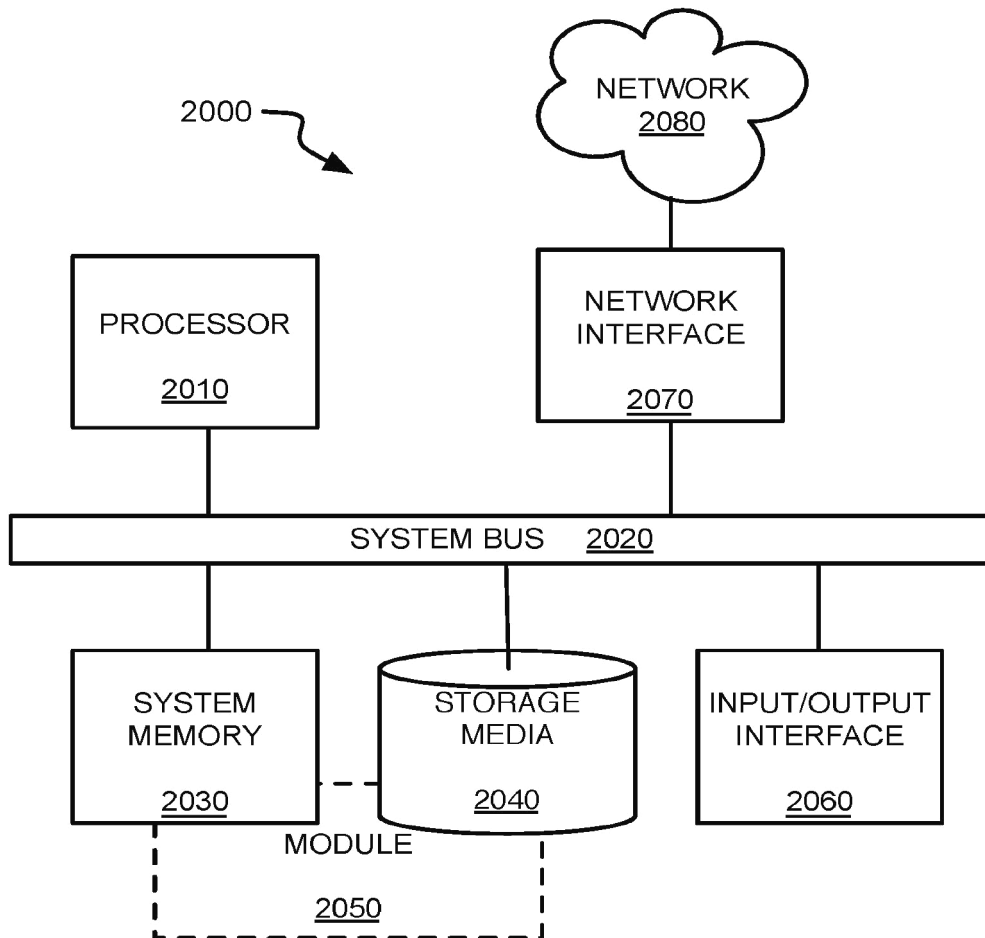 NETWORK
2080
2000
PROCESSOR
2010
NETWORK
INTERFACE
2070
SYSTEM BUS 2020
SYSTEM
MEMORY
2030
STORAGE
MEDIA
2040
INPUT/OUTPUT
INTERFACE
2060
MODULE
2050